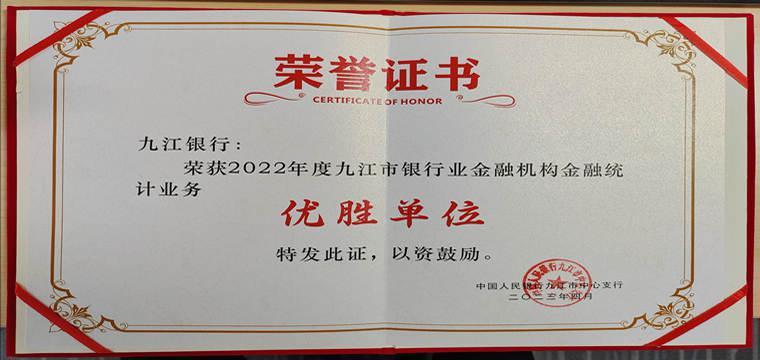 荣誉证书
CERTIFICATE OF HONOR
九江银行：
荣获2022年度九江市银行业金融机构金融统
计业务
优胜单位
特发此证，以资鼓励。
中国人民银行九江市中心支行
二〇二三年四月